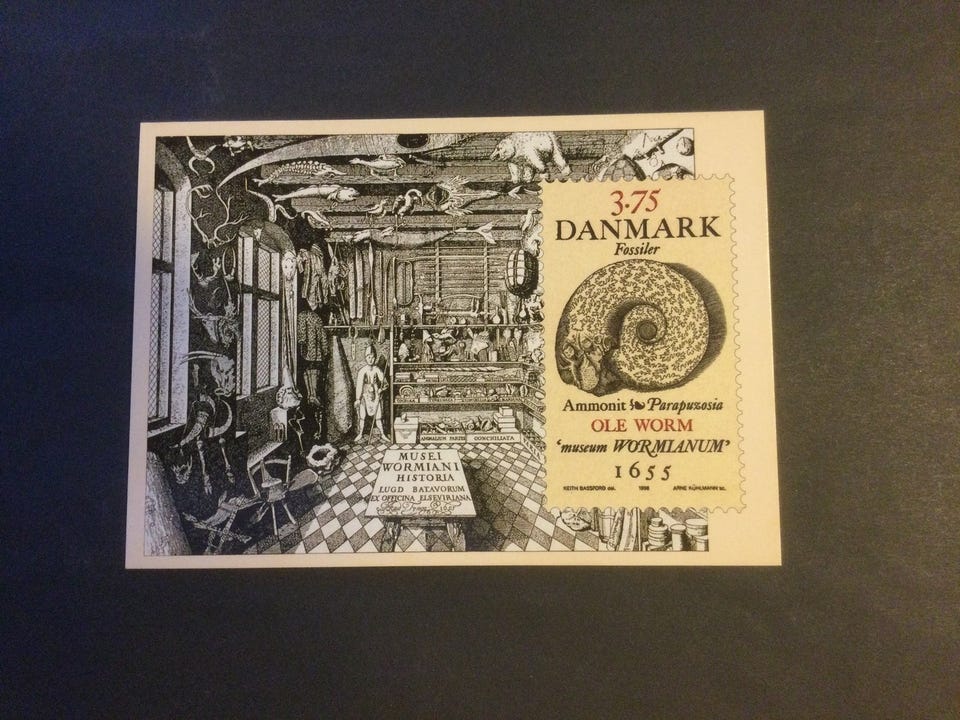 3.75
DANMARK
Fossiler
Ammonit Parapuzosia
OLE WORM
‘museum WORMIANUM’
1655
KEITH BASSFORD del. 1998 ARNE KÜHLMANN sc.
ANIMALIUM PARTES CONCHILIATA
MUSEI
WORMIANI
HISTORIA
LUGD BATAVORUM
EX OFFICINA ELSEVIRIANA
1655